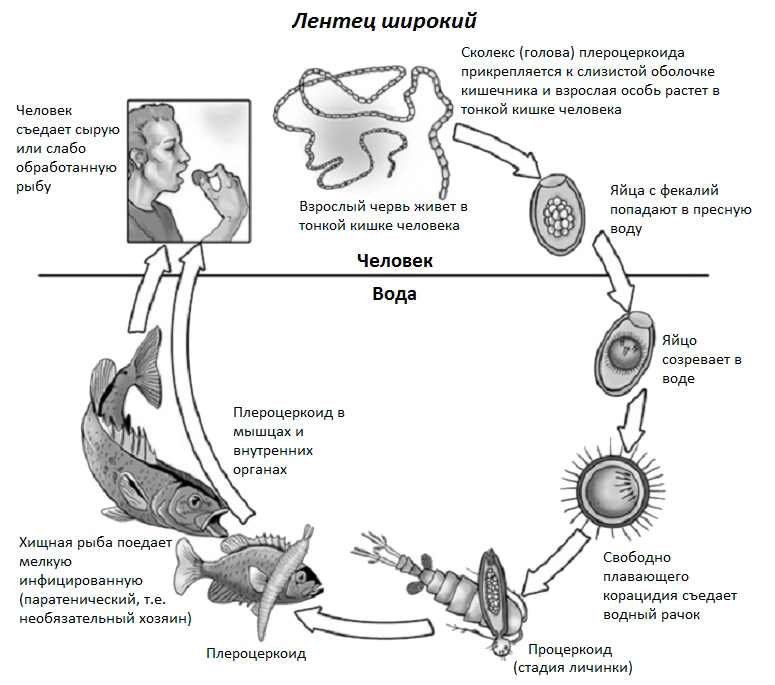 Лентец широкий
Сколекс (голова) плероцеркоида
прикрепляется к слизистой оболочке
кишечника и взрослая особь растет в
тонкой кишке человека
Человек
съедает сырую
или слабо
обработанную
рыбу
Взрослый червь живет в
тонкой кишке человека
Яйца с фекалий
попадают в пресную
воду
Человек
Вода
Яйцо
созревает в
воде
Плероцеркоид в
мышцах и
внутренних
органах
Хищная рыба поедает
мелкую
инфицированную
(паратенический, т.е.
необязательный хозяин)
Свободно
плавающего
корацидия съедает
водный рачок
Плероцеркоид
Процеркоид
(стадия личинки)